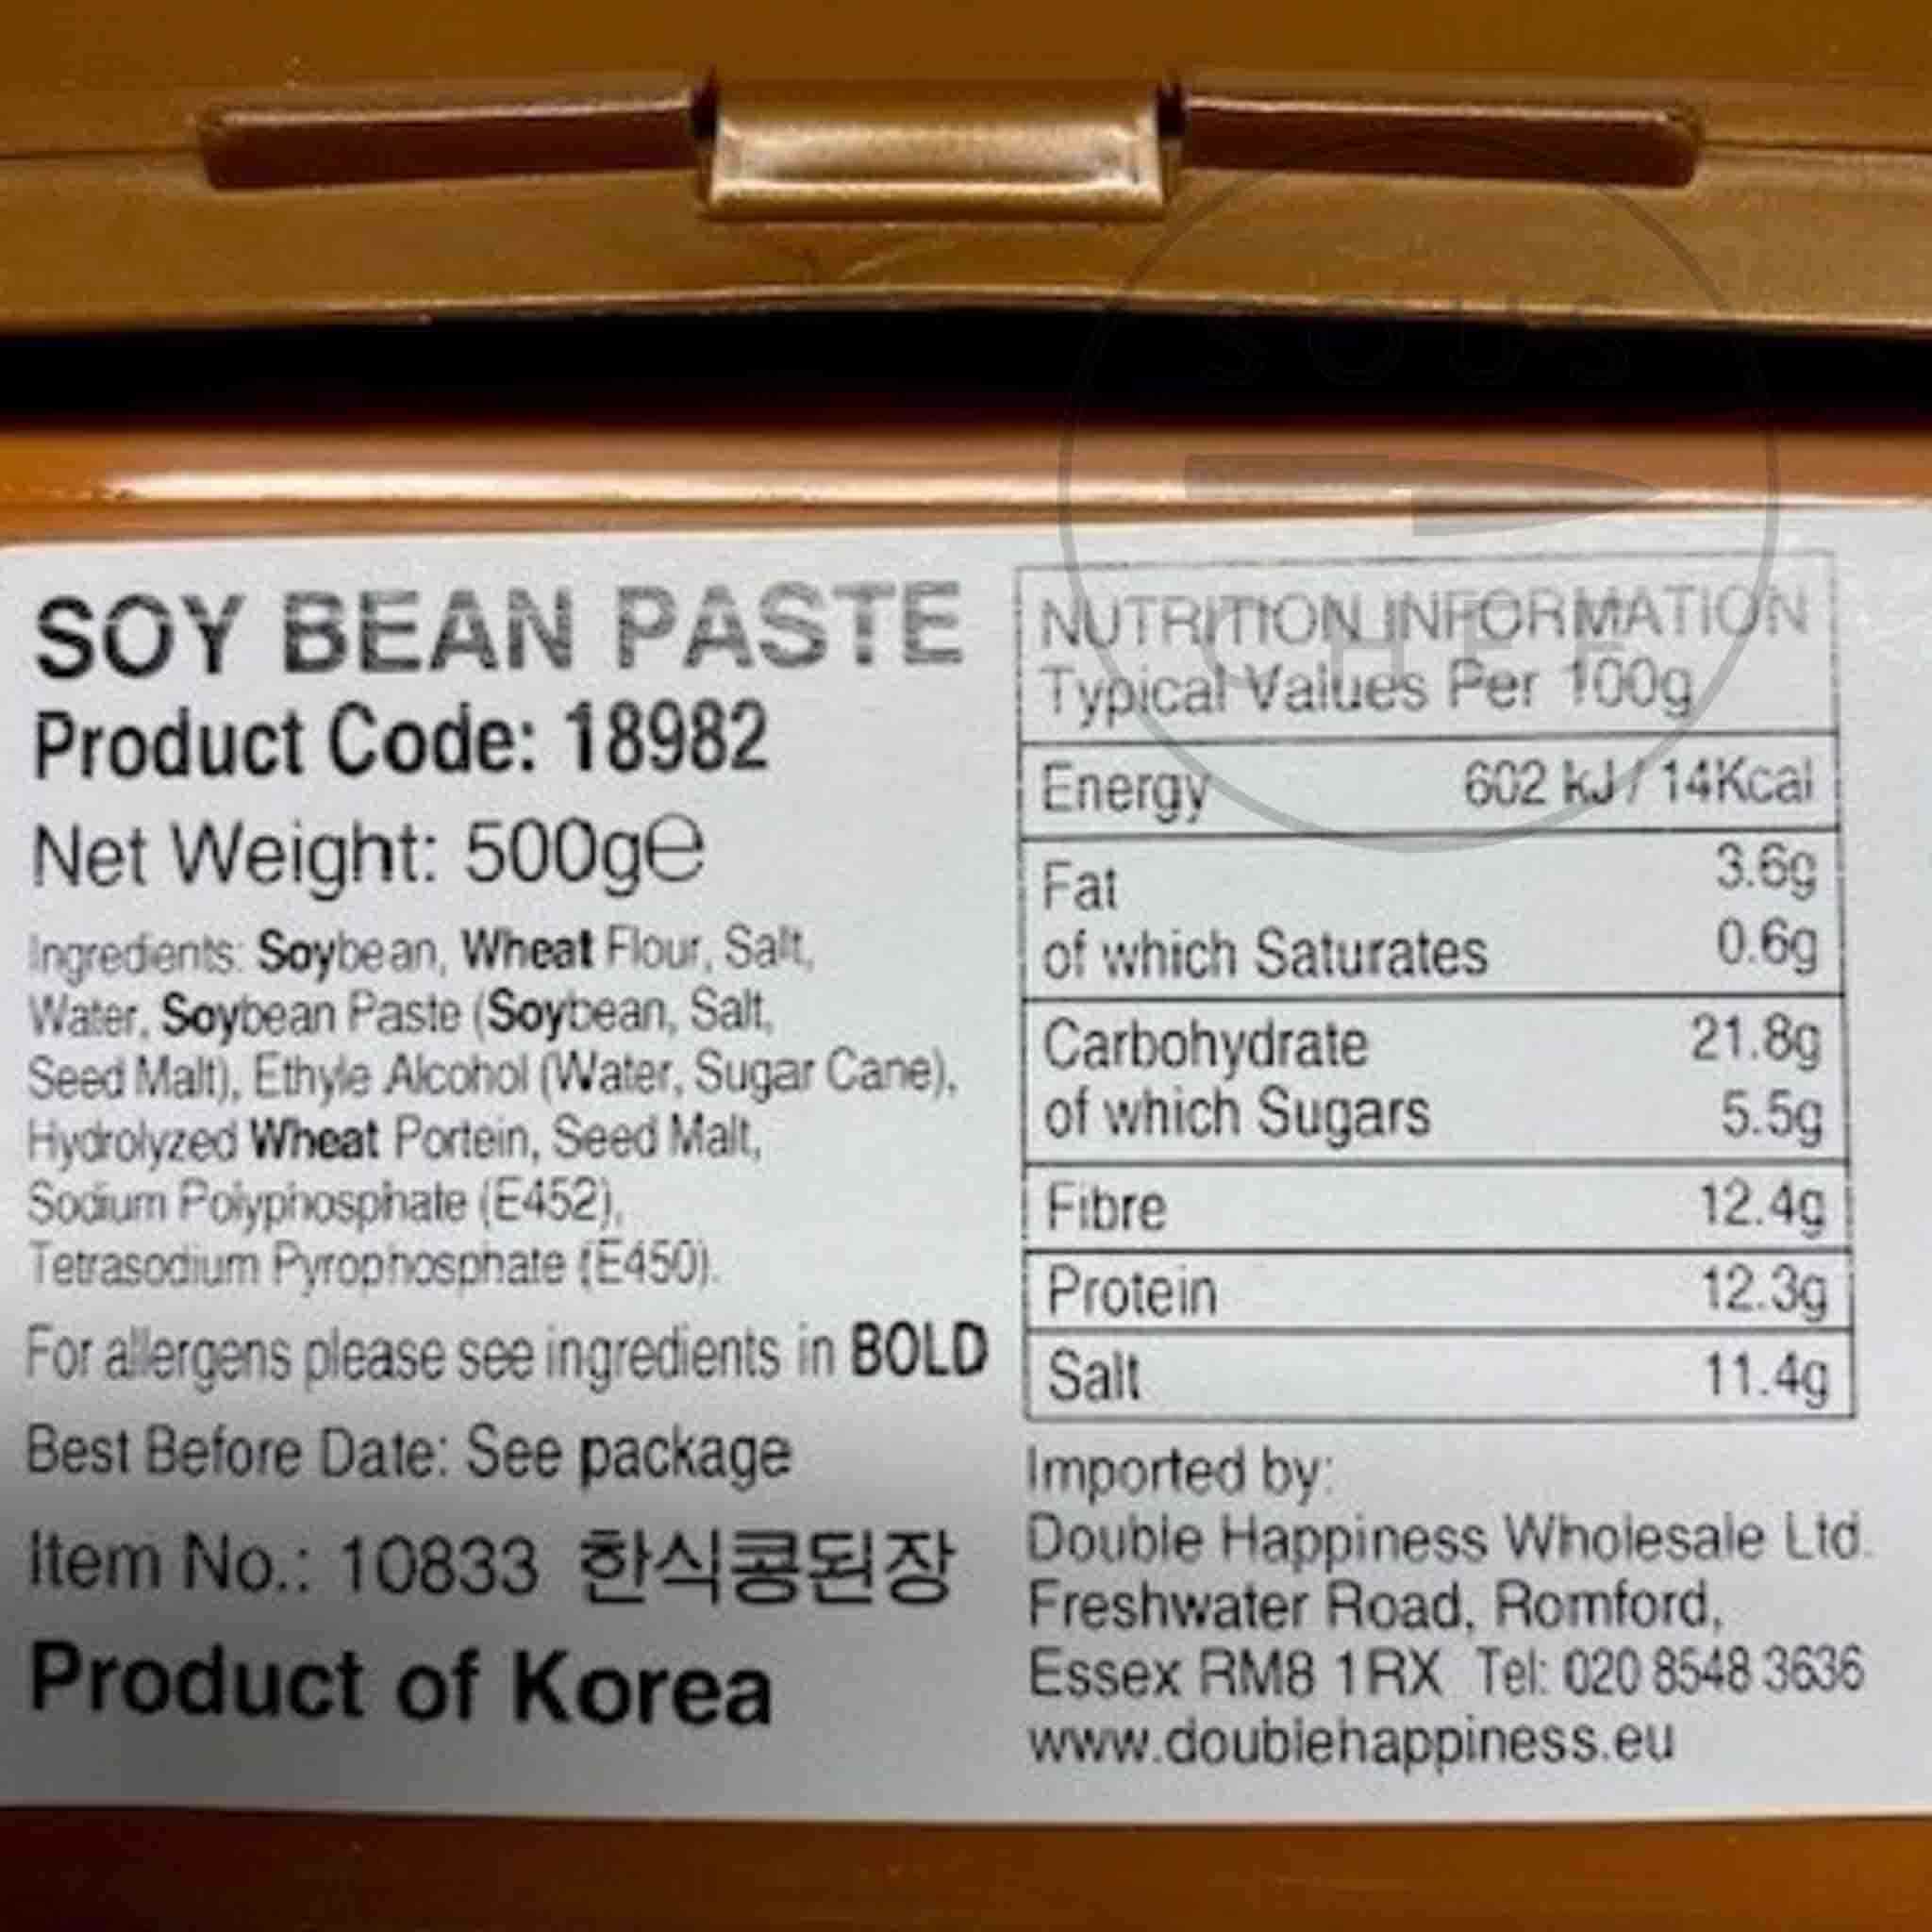 SOUS
CHEF
SOY BEAN PASTE
Product Code: 18982
Net Weight: 500g℮
Ingredients: Soybean, Wheat Flour, Salt,
Water, Soybean Paste (Soybean, Salt,
Seed Malt), Ethyle Alcohol (Water, Sugar Cane),
Hydrolyzed Wheat Portein, Seed Malt,
Sodium Polyphosphate (E452),
Tetrasodium Pyrophosphate (E450).
For allergens please see ingredients in BOLD
Best Before Date: See package
Item No.: 10833 한식콩된장
Product of Korea
NUTRITION INFORMATION
Typical Values Per 100g
Energy 602 kJ / 14Kcal
Fat 3.6g
of which Saturates 0.6g
Carbohydrate 21.8g
of which Sugars 5.5g
Fibre 12.4g
Protein 12.3g
Salt 11.4g
Imported by:
Double Happiness Wholesale Ltd.
Freshwater Road, Romford,
Essex RM8 1RX Tel: 020 8548 3636
www.doublehappiness.eu